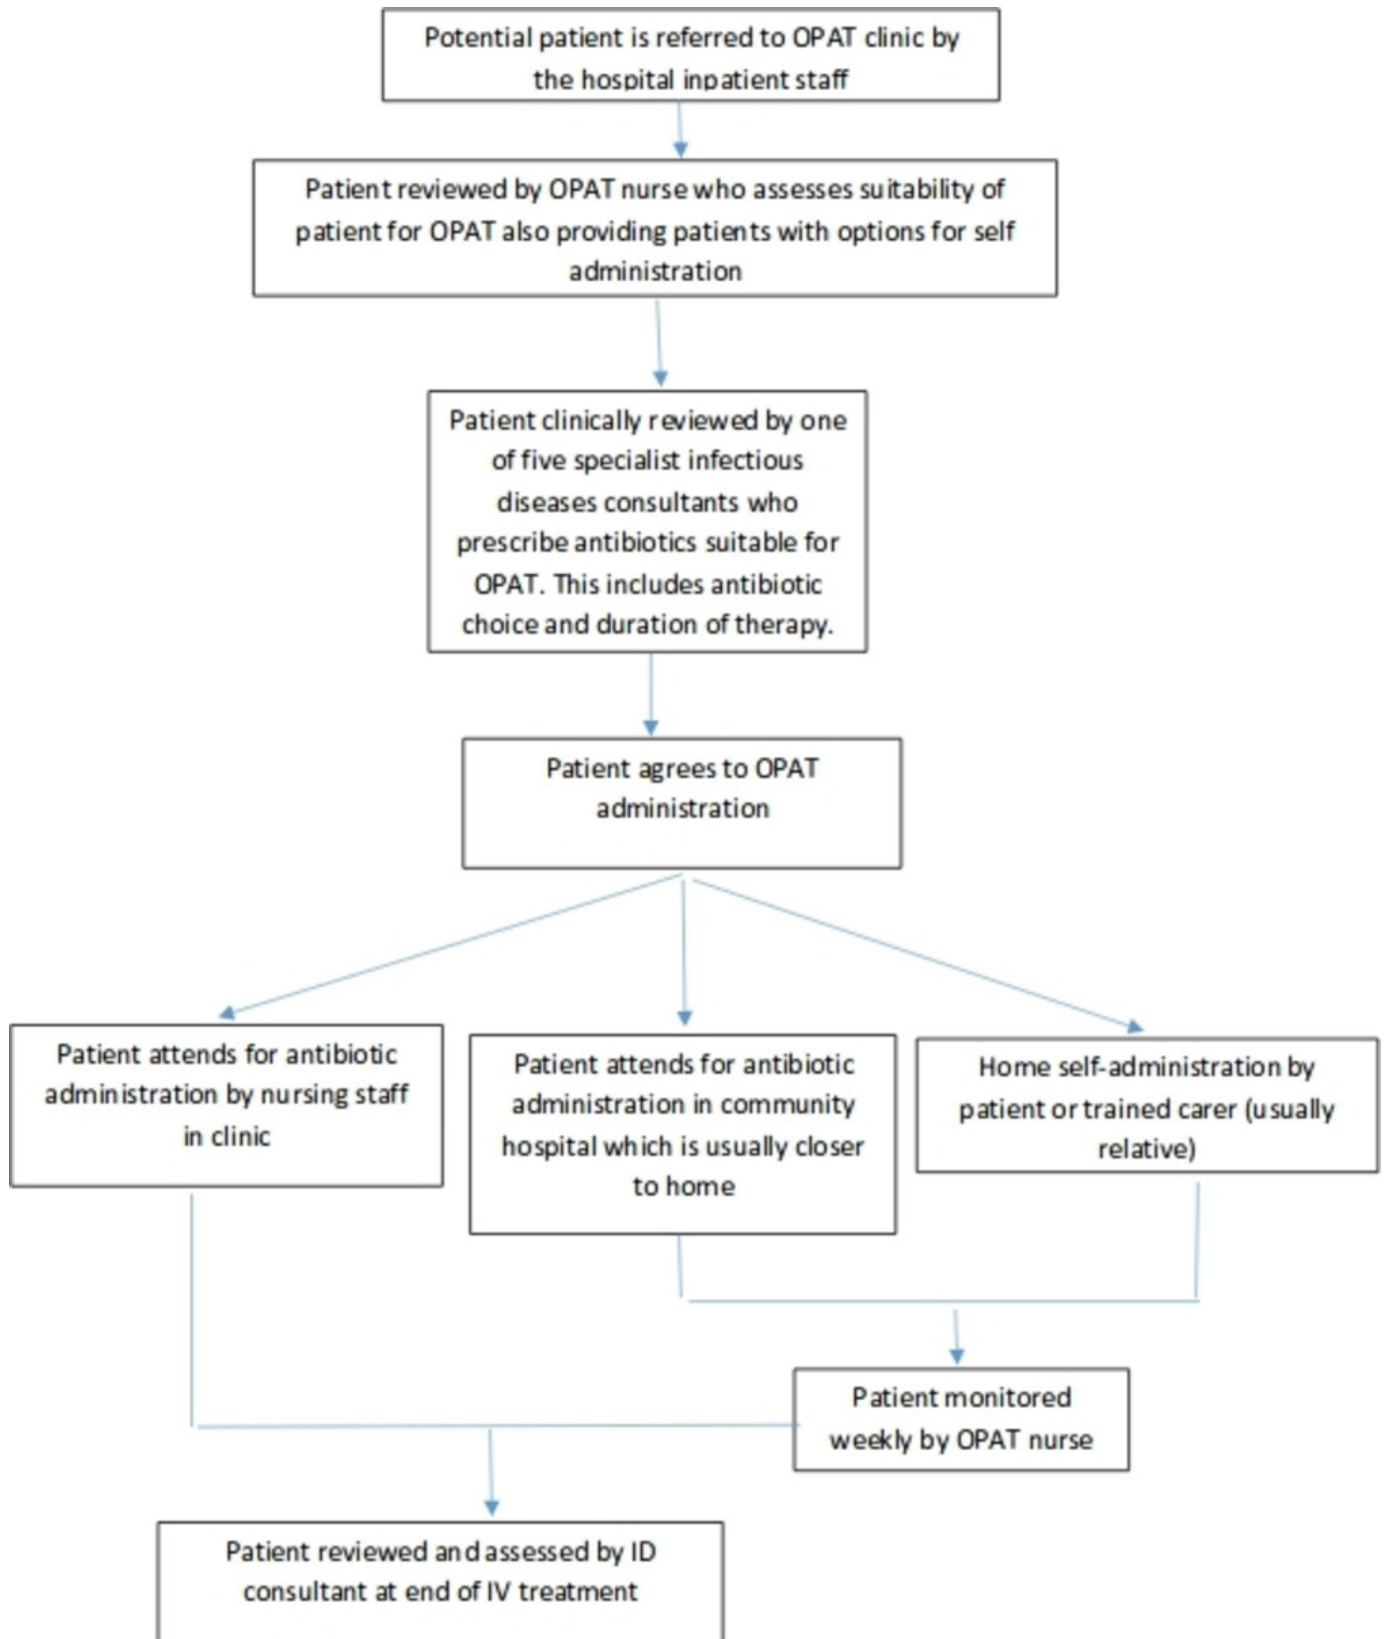 Potential patient is referred to OPAT clinic by
the hospital inpatient staff
Patient reviewed by OPAT nurse who assesses suitability of
patient for OPAT also providing patients with options for self
administration
Patient clinically reviewed by one
of five specialist infectious
diseases consultants who
prescribe antibiotics suitable for
OPAT. This includes antibiotic
choice and duration of therapy.
Patient agrees to OPAT
administration
Patient attends for antibiotic
administration by nursing staff
in clinic
Patient attends for antibiotic
administration in community
hospital which is usually closer
to home
Home self-administration by
patient or trained carer (usually
relative)
Patient monitored
weekly by OPAT nurse
Patient reviewed and assessed by ID
consultant at end of IV treatment